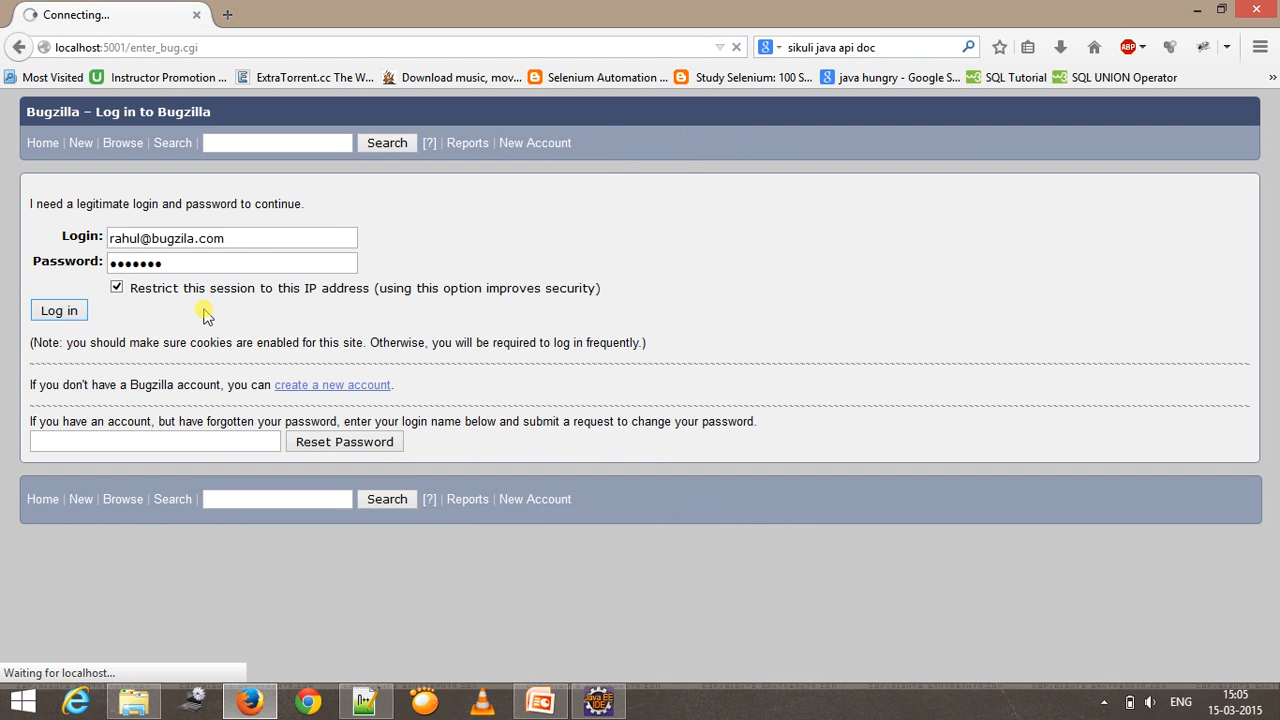 Connecting...
localhost:5001/enter_bug.cgi
sikuli java api doc
ABP
Most Visited
Instructor Promotion ...
ExtraTorrent.cc The W...
Download music, mov...
Selenium Automation ...
Study Selenium: 100 S...
java hungry - Google S...
SQL Tutorial
SQL UNION Operator
Bugzilla – Log in to Bugzilla
Home | New | Browse | Search | Search [?] | Reports | New Account
I need a legitimate login and password to continue.
Login: rahul@bugzila.com
Password: •••••••
Restrict this session to this IP address (using this option improves security)
Log in
(Note: you should make sure cookies are enabled for this site. Otherwise, you will be required to log in frequently.)
If you don't have a Bugzilla account, you can create a new account.
If you have an account, but have forgotten your password, enter your login name below and submit a request to change your password.
Reset Password
Home | New | Browse | Search | Search [?] | Reports | New Account
Waiting for localhost...
Java EE
IDE
ENG
15:05
15-03-2015